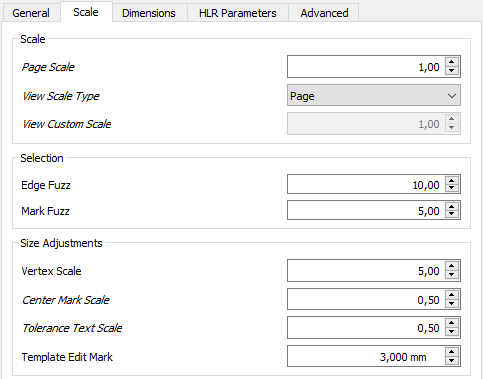 General Scale Dimensions HLR Parameters Advanced
Scale
Page Scale 1,00
View Scale Type Page
View Custom Scale 1,00
Selection
Edge Fuzz 10,00
Mark Fuzz 5,00
Size Adjustments
Vertex Scale 5,00
Center Mark Scale 0,50
Tolerance Text Scale 0,50
Template Edit Mark 3,000 mm